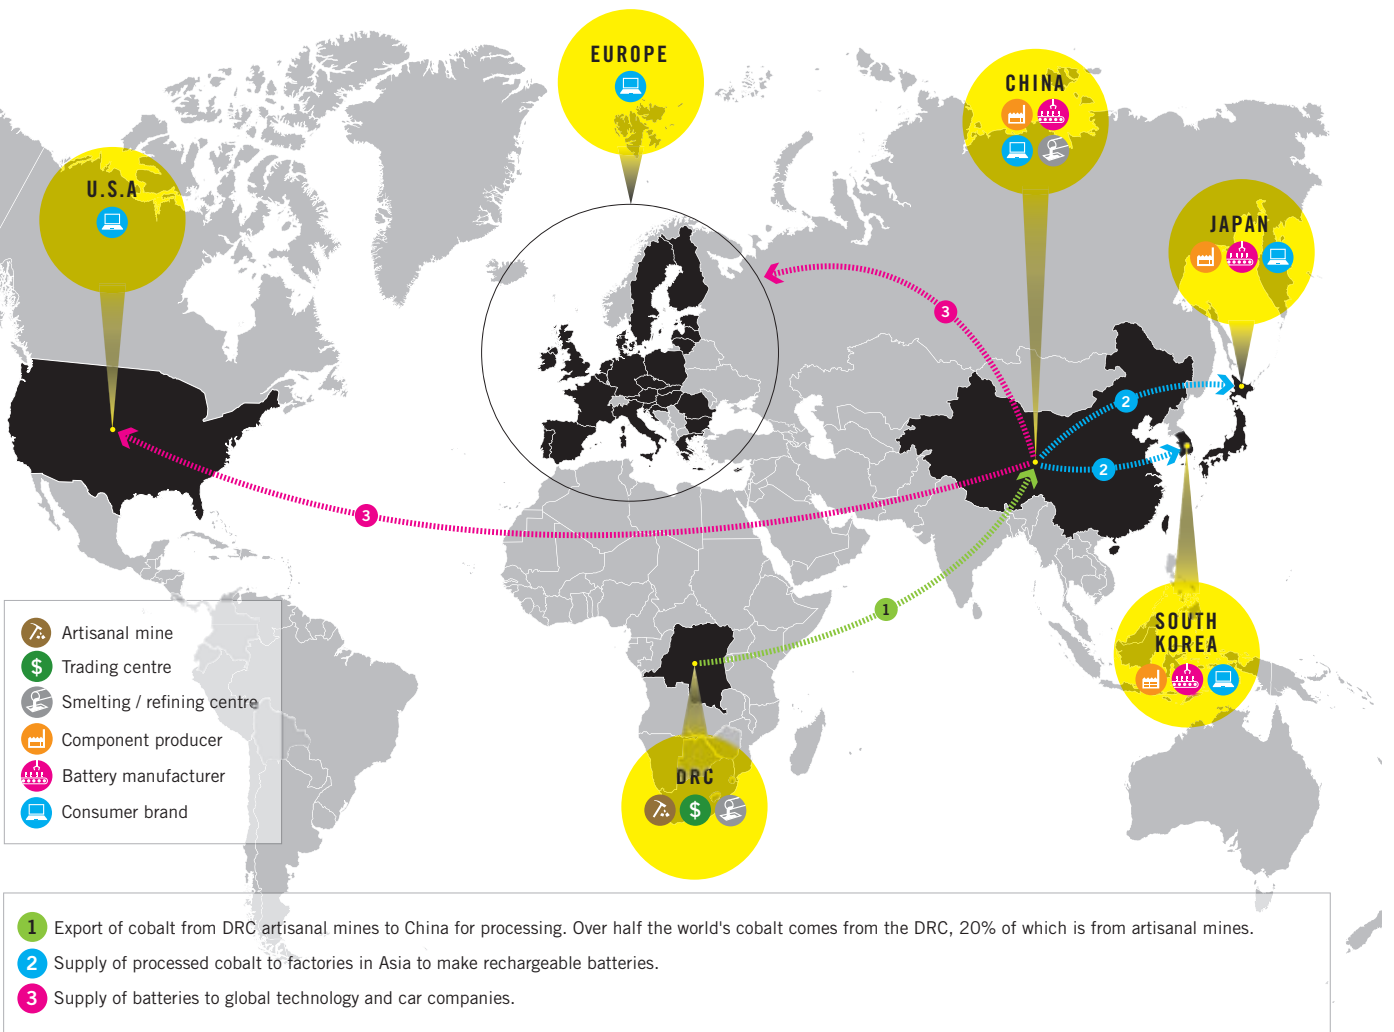 EUROPE
CHINA
U.S.A
JAPAN
3
2
2
3
1
SOUTH
KOREA
DRC
$
Artisanal mine
$ Trading centre
Smelting / refining centre
Component producer
Battery manufacturer
Consumer brand
1 Export of cobalt from DRC artisanal mines to China for processing. Over half the world's cobalt comes from the DRC, 20% of which is from artisanal mines.
2 Supply of processed cobalt to factories in Asia to make rechargeable batteries.
3 Supply of batteries to global technology and car companies.